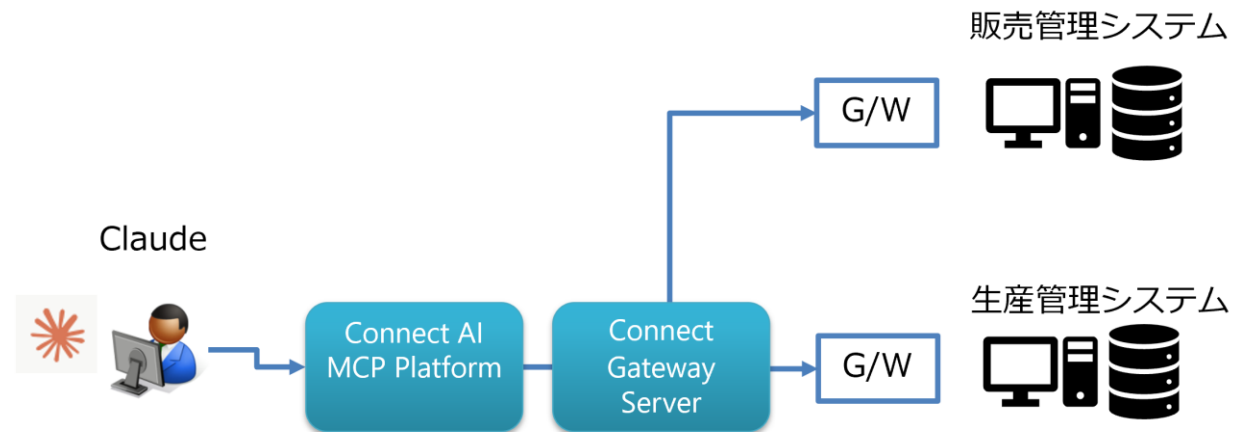 販売管理システム
G/W
Claude
Connect AI
MCP Platform
Connect
Gateway
Server
生産管理システム
G/W